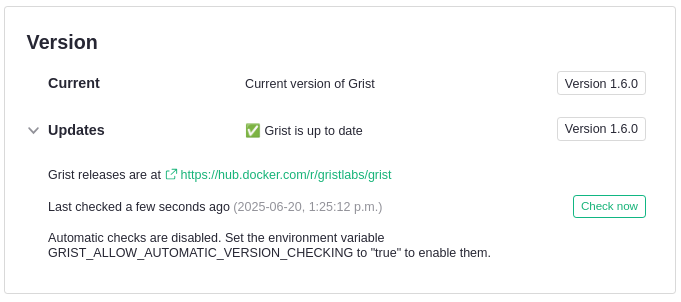 Version
Current Current version of Grist Version 1.6.0
Updates ✅ Grist is up to date Version 1.6.0
Grist releases are at https://hub.docker.com/r/gristlabs/grist
Last checked a few seconds ago (2025-06-20, 1:25:12 p.m.) Check now
Automatic checks are disabled. Set the environment variable
GRIST_ALLOW_AUTOMATIC_VERSION_CHECKING to "true" to enable them.